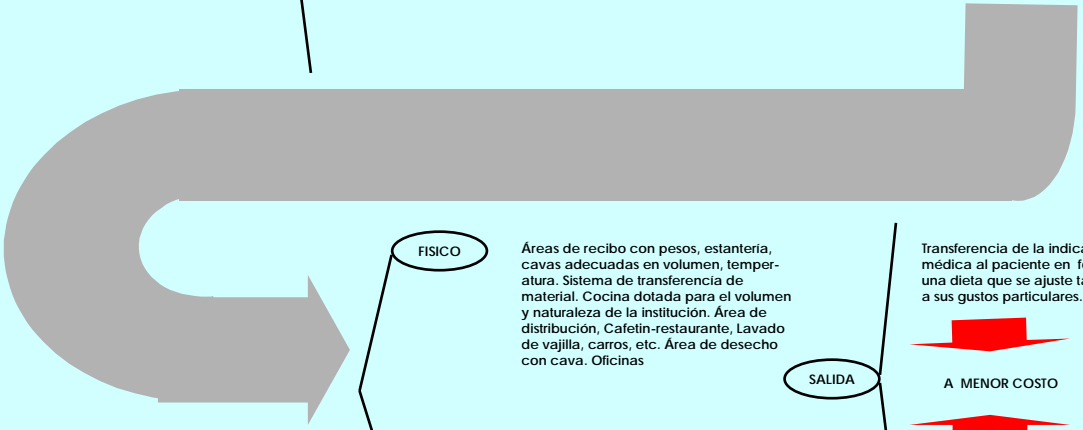 FISICO
Áreas de recibo con pesos, estantería,
cavas adecuadas en volumen, temper-
atura. Sistema de transferencía de
material. Cocina dotada para el volumen
y naturaleza de la institución. Área de
distribución, Cafetin-restaurante, Lavado
de vajilla, carros, etc. Área de desecho
con cava. Oficinas
SALIDA
Transferencia de la indica
médica al paciente en
una dieta que se ajuste
a sus gustos particulares.
A MENOR COSTO